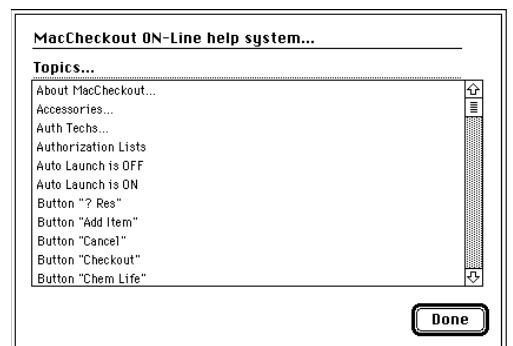 MacCheckout ON-Line help system...
Topics...
About MacCheckout...
Accessories...
Auth Techs...
Authorization Lists
Auto Launch is OFF
Auto Launch is ON
Button "? Res"
Button "Add Item"
Button "Cancel"
Button "Checkout"
Button "Chem Life"
Done